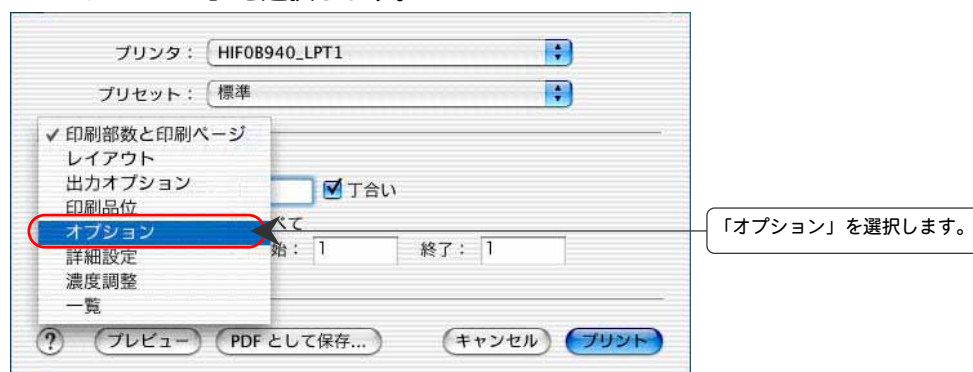 プリンタ： HIF0B940_LPT1
プリセット： 標準
✓ 印刷部数と印刷ページ
レイアウト
出力オプション
丁合い
印刷品位
オプション
べて
「オプション」を選択します。
詳細設定
始： 1 終了： 1
濃度調整
一覧
? プレビュー PDF として保存... キャンセル プリント